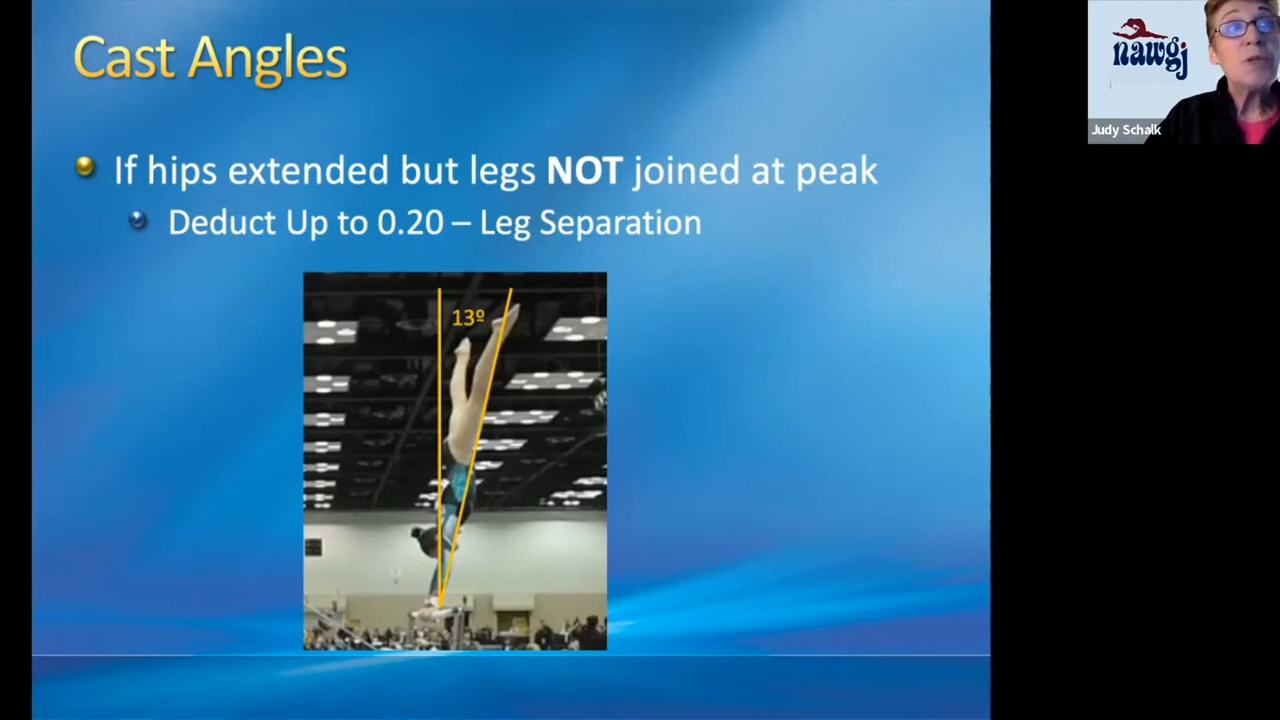 Cast Angles
If hips extended but legs NOT joined at peak
Deduct Up to 0.20 – Leg Separation
13º
nawgj
Judy Schalk